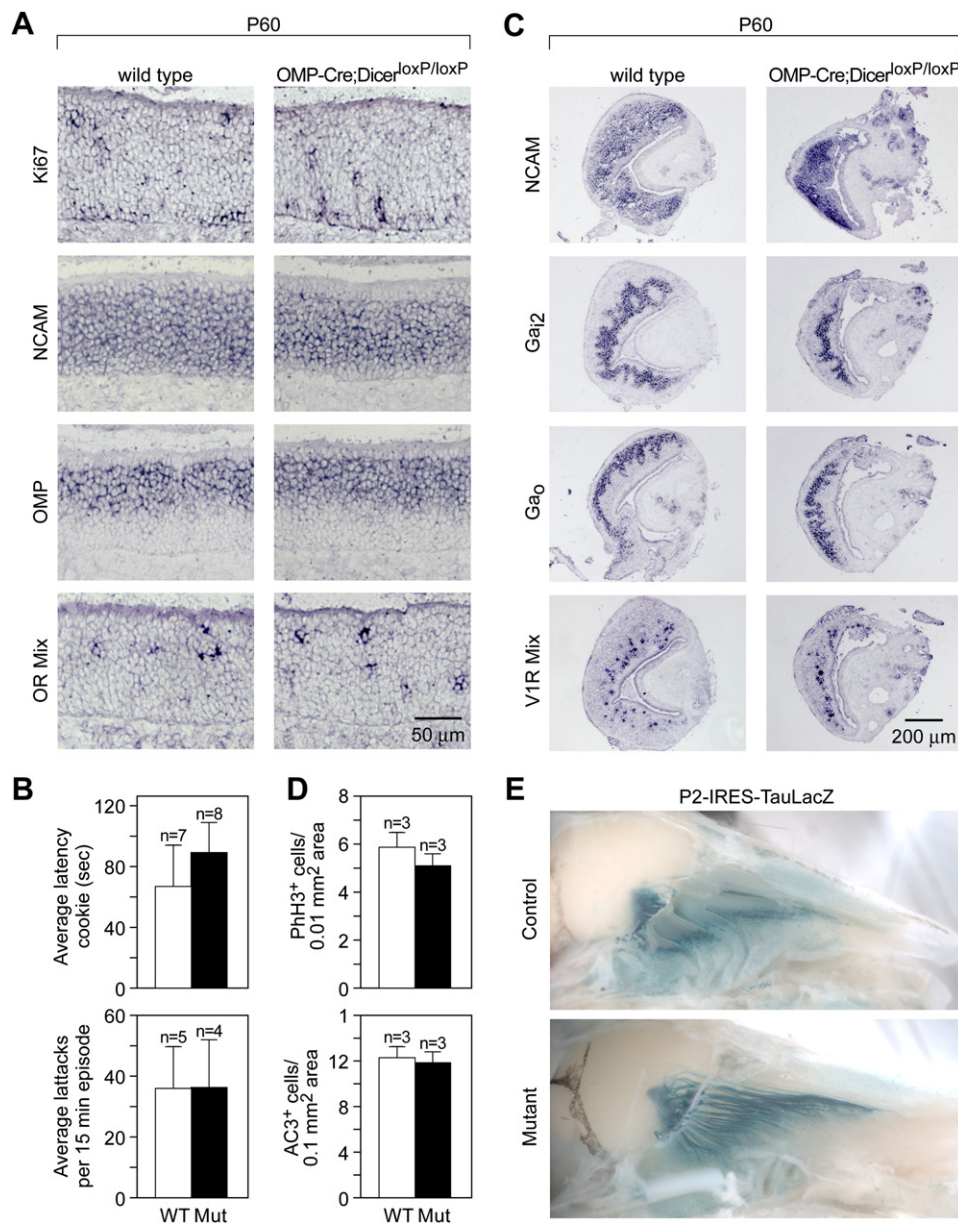 A
P60
wild type
OMP-Cre;Dicer^loxP/loxP
Ki67
NCAM
OMP
OR Mix
50 μm
C
P60
wild type
OMP-Cre;Dicer^loxP/loxP
NCAM
Gai2
Gao
V1R Mix
200 μm
B
Average latency
cookie (sec)
120
80
40
0
n=7
n=8
Average lattacks
per 15 min episode
60
40
20
0
n=5
n=4
WT Mut
D
PhH3+ cells/
0.01 mm2 area
8
6
4
2
0
n=3
n=3
AC3+ cells/
0.1 mm2 area
1
12
8
4
0
n=3
n=3
WT Mut
E
P2-IRES-TauLacZ
Control
Mutant